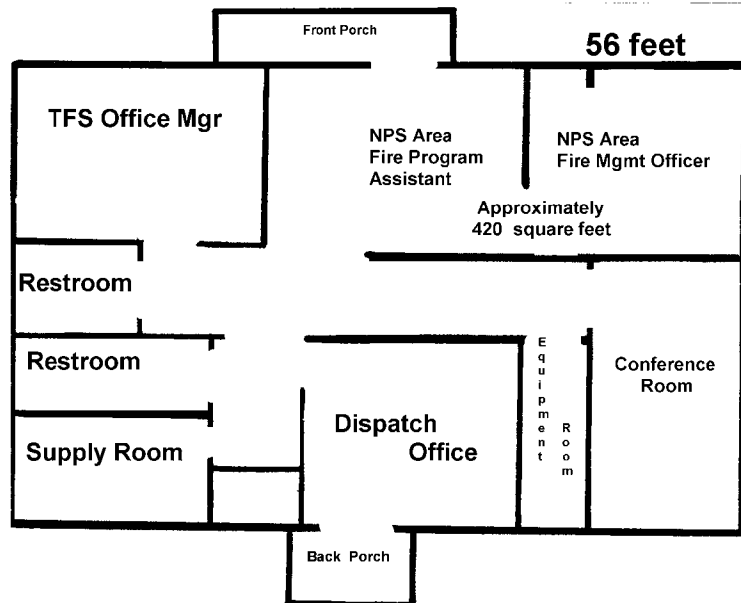 Front Porch
56 feet
TFS Office Mgr
NPS Area
Fire Program
Assistant
NPS Area
Fire Mgmt Officer
Approximately
420 square feet
Restroom
Restroom
Supply Room
Dispatch
Office
Equipment
Room
Conference
Room
Back Porch